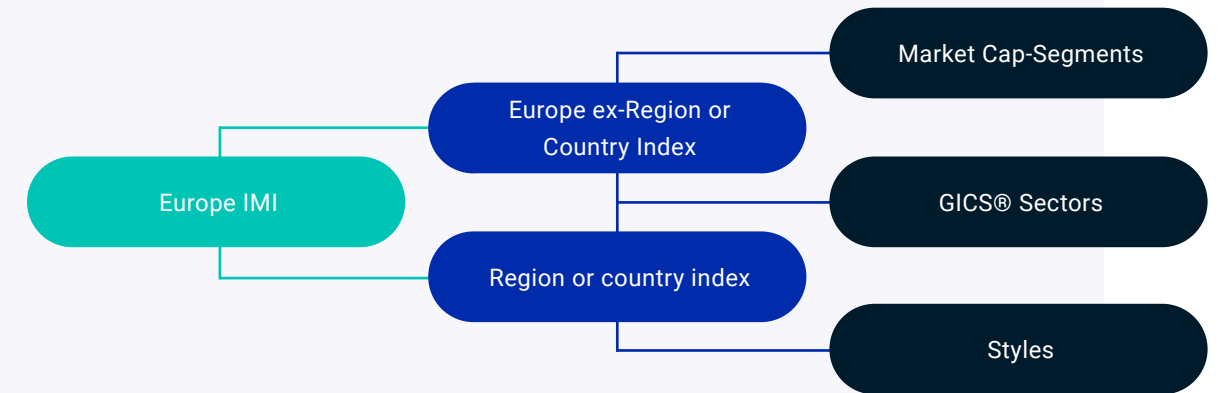 Europe IMI
Europe ex-Region or
Country Index
Region or country index
Market Cap-Segments
GICS® Sectors
Styles